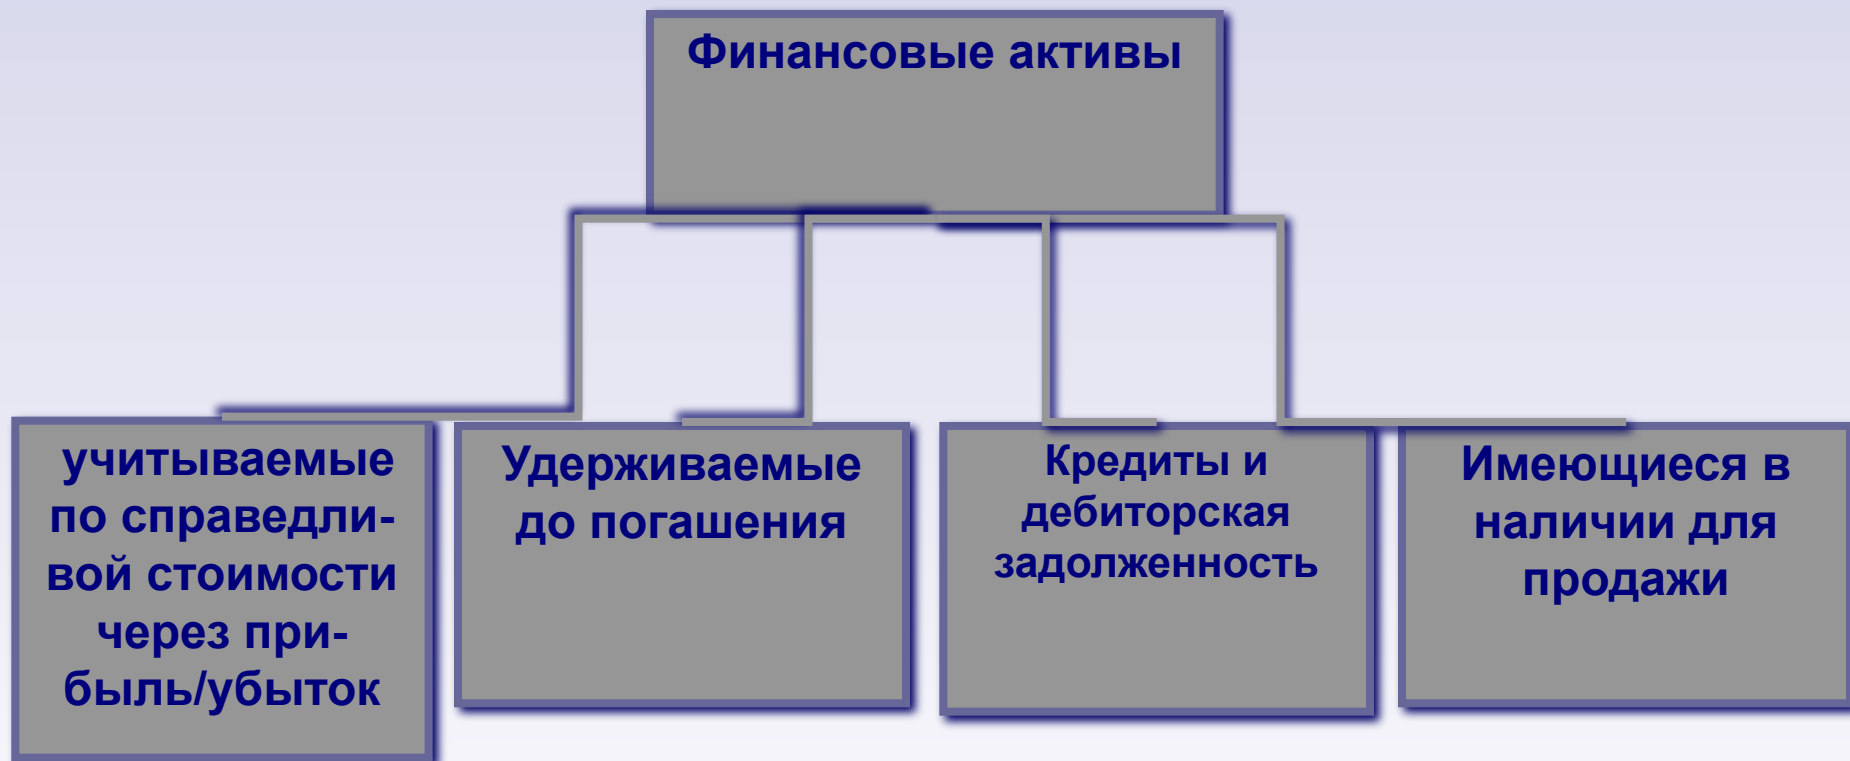 Финансовые активы
учитываемые
по справедли-
вой стоимости
через при-
быль/убыток
Удерживаемые
до погашения
Кредиты и
дебиторская
задолженность
Имеющиеся в
наличии для
продажи